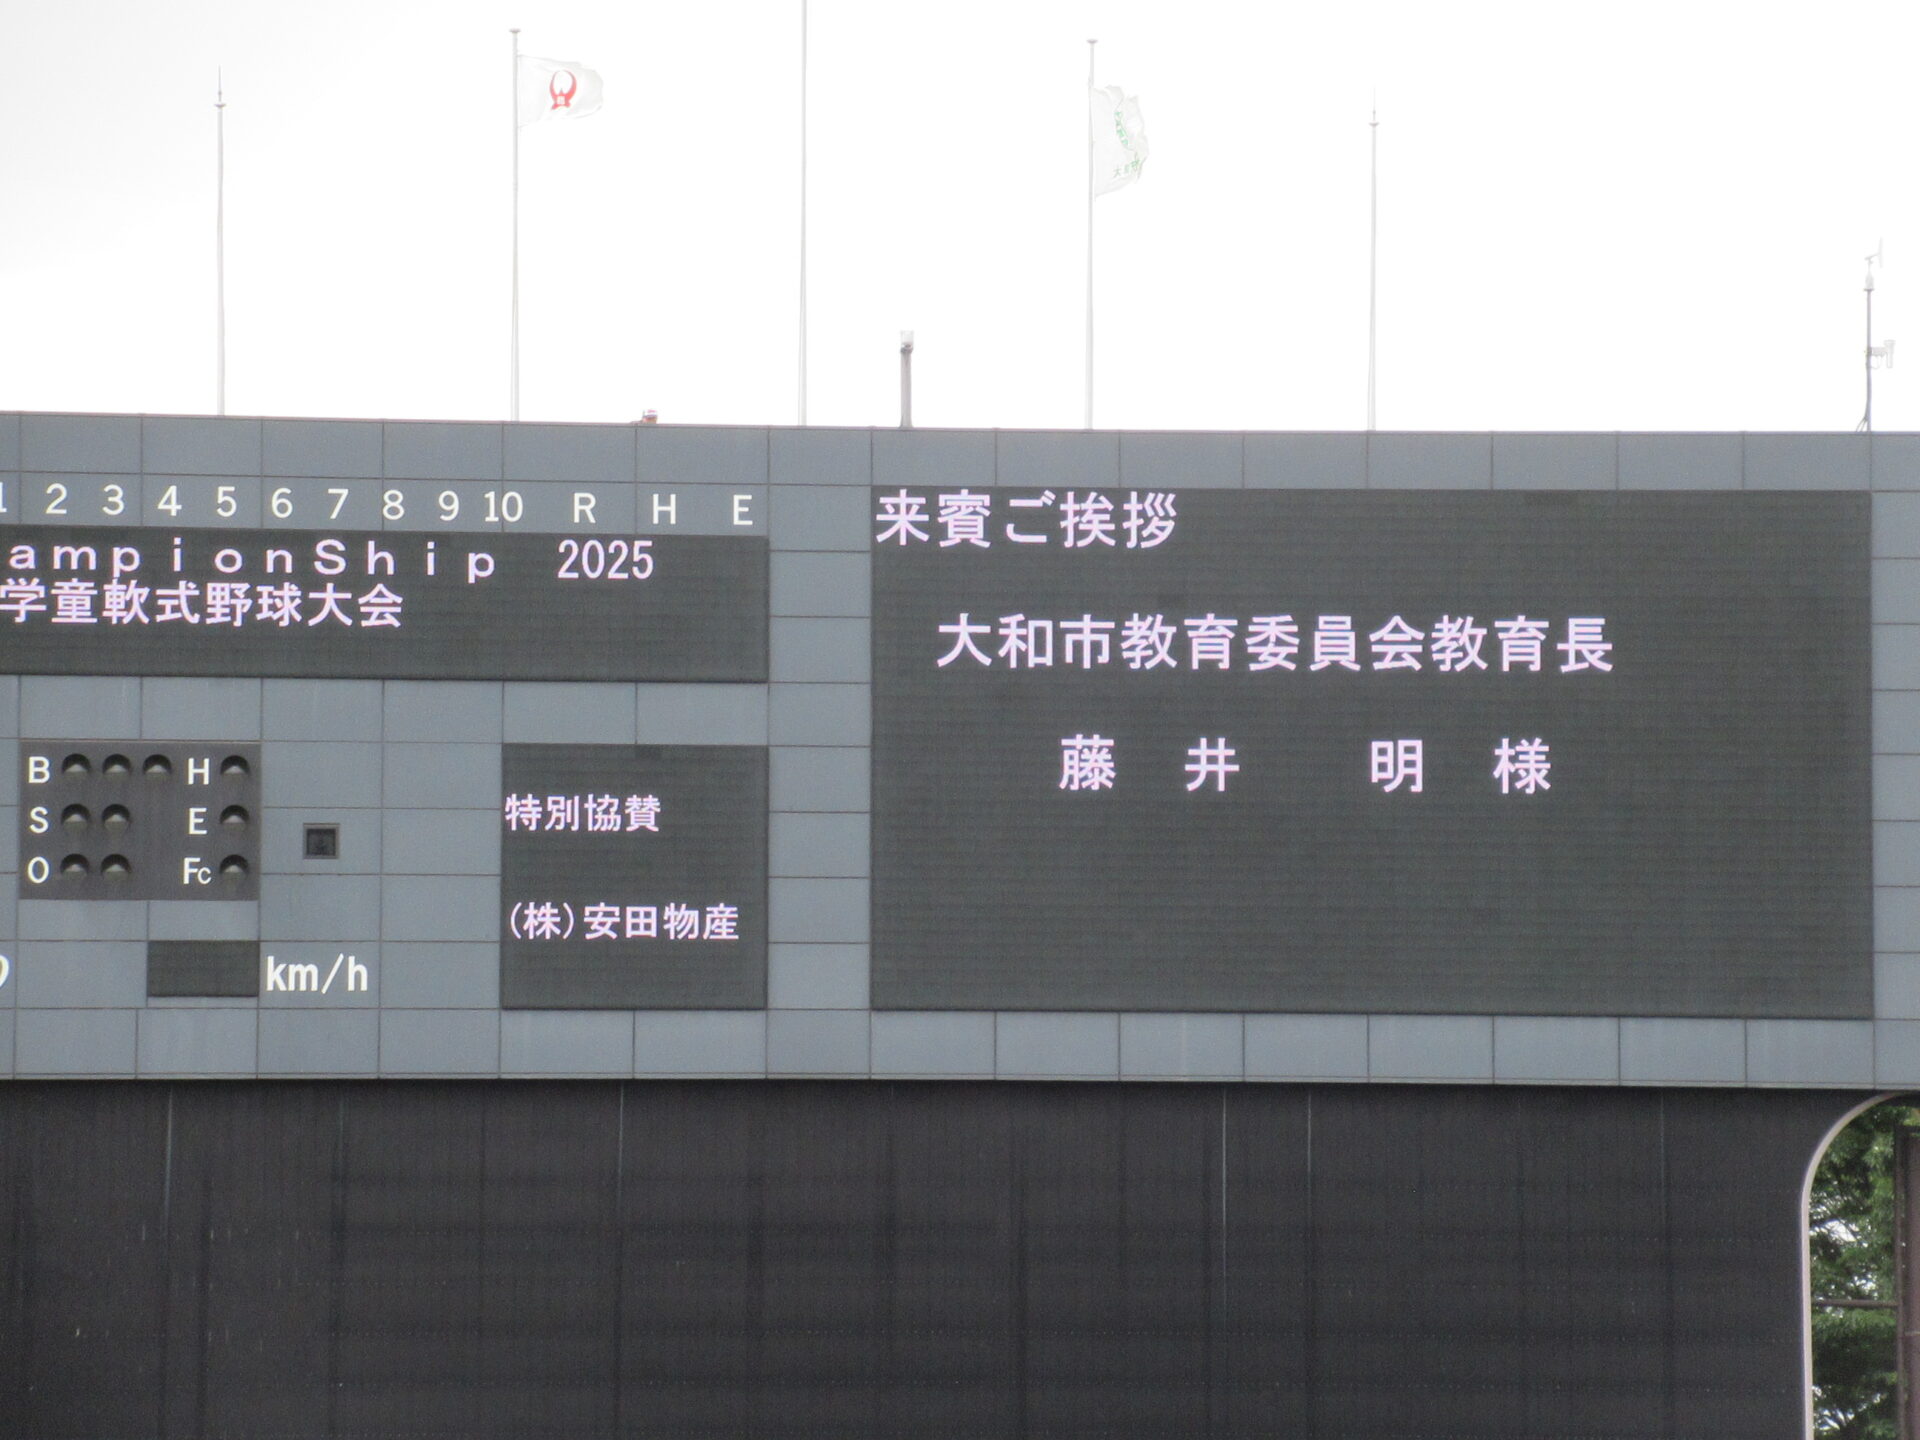 1 2 3 4 5 6 7 8 9 10 R H E
ampionShip 2025
学童軟式野球大会
B H
S E
O Fc
km/h
特別協賛
(株)安田物産
来賓ご挨拶
大和市教育委員会教育長
藤 井 明 様